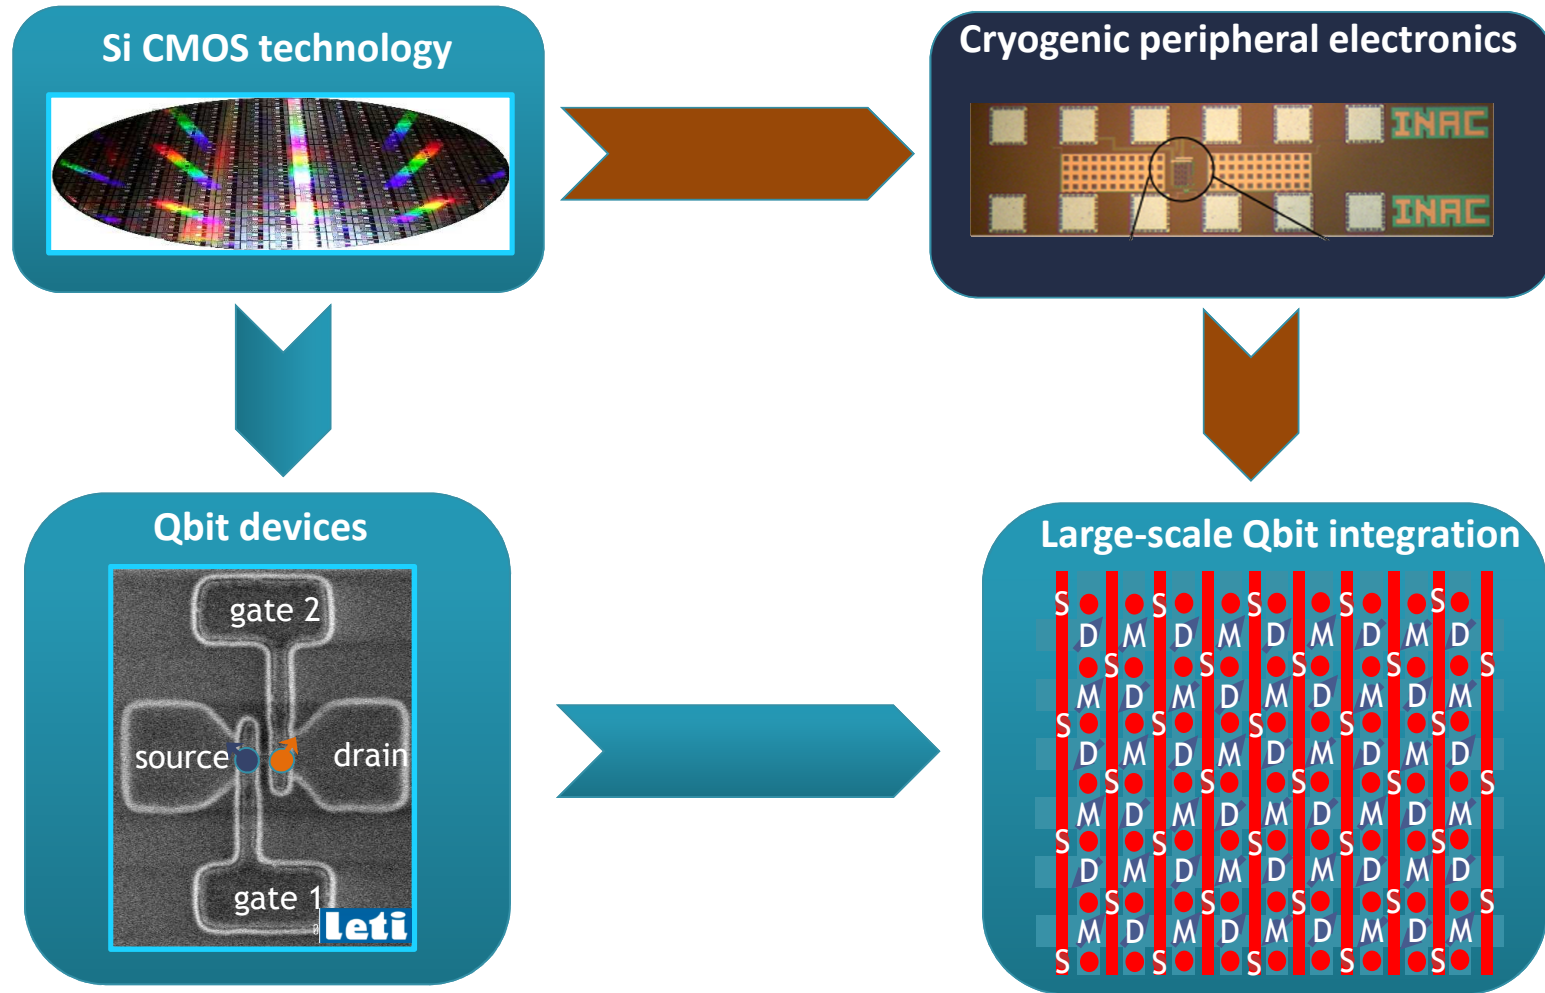 Si CMOS technology
Cryogenic peripheral electronics
INAC
INAC
Qbit devices
gate 2
source
drain
gate 1
leti
Large-scale Qbit integration
S S S S S
D M D M D M D M D
S S S S S
M D M D M D M D M
S S S S S
D M D M D M D M D
S S S S S
M D M D M D M D M
S S S S S
D M D M D M D M D
S S S S S
M D M D M D M D M
S S S S S